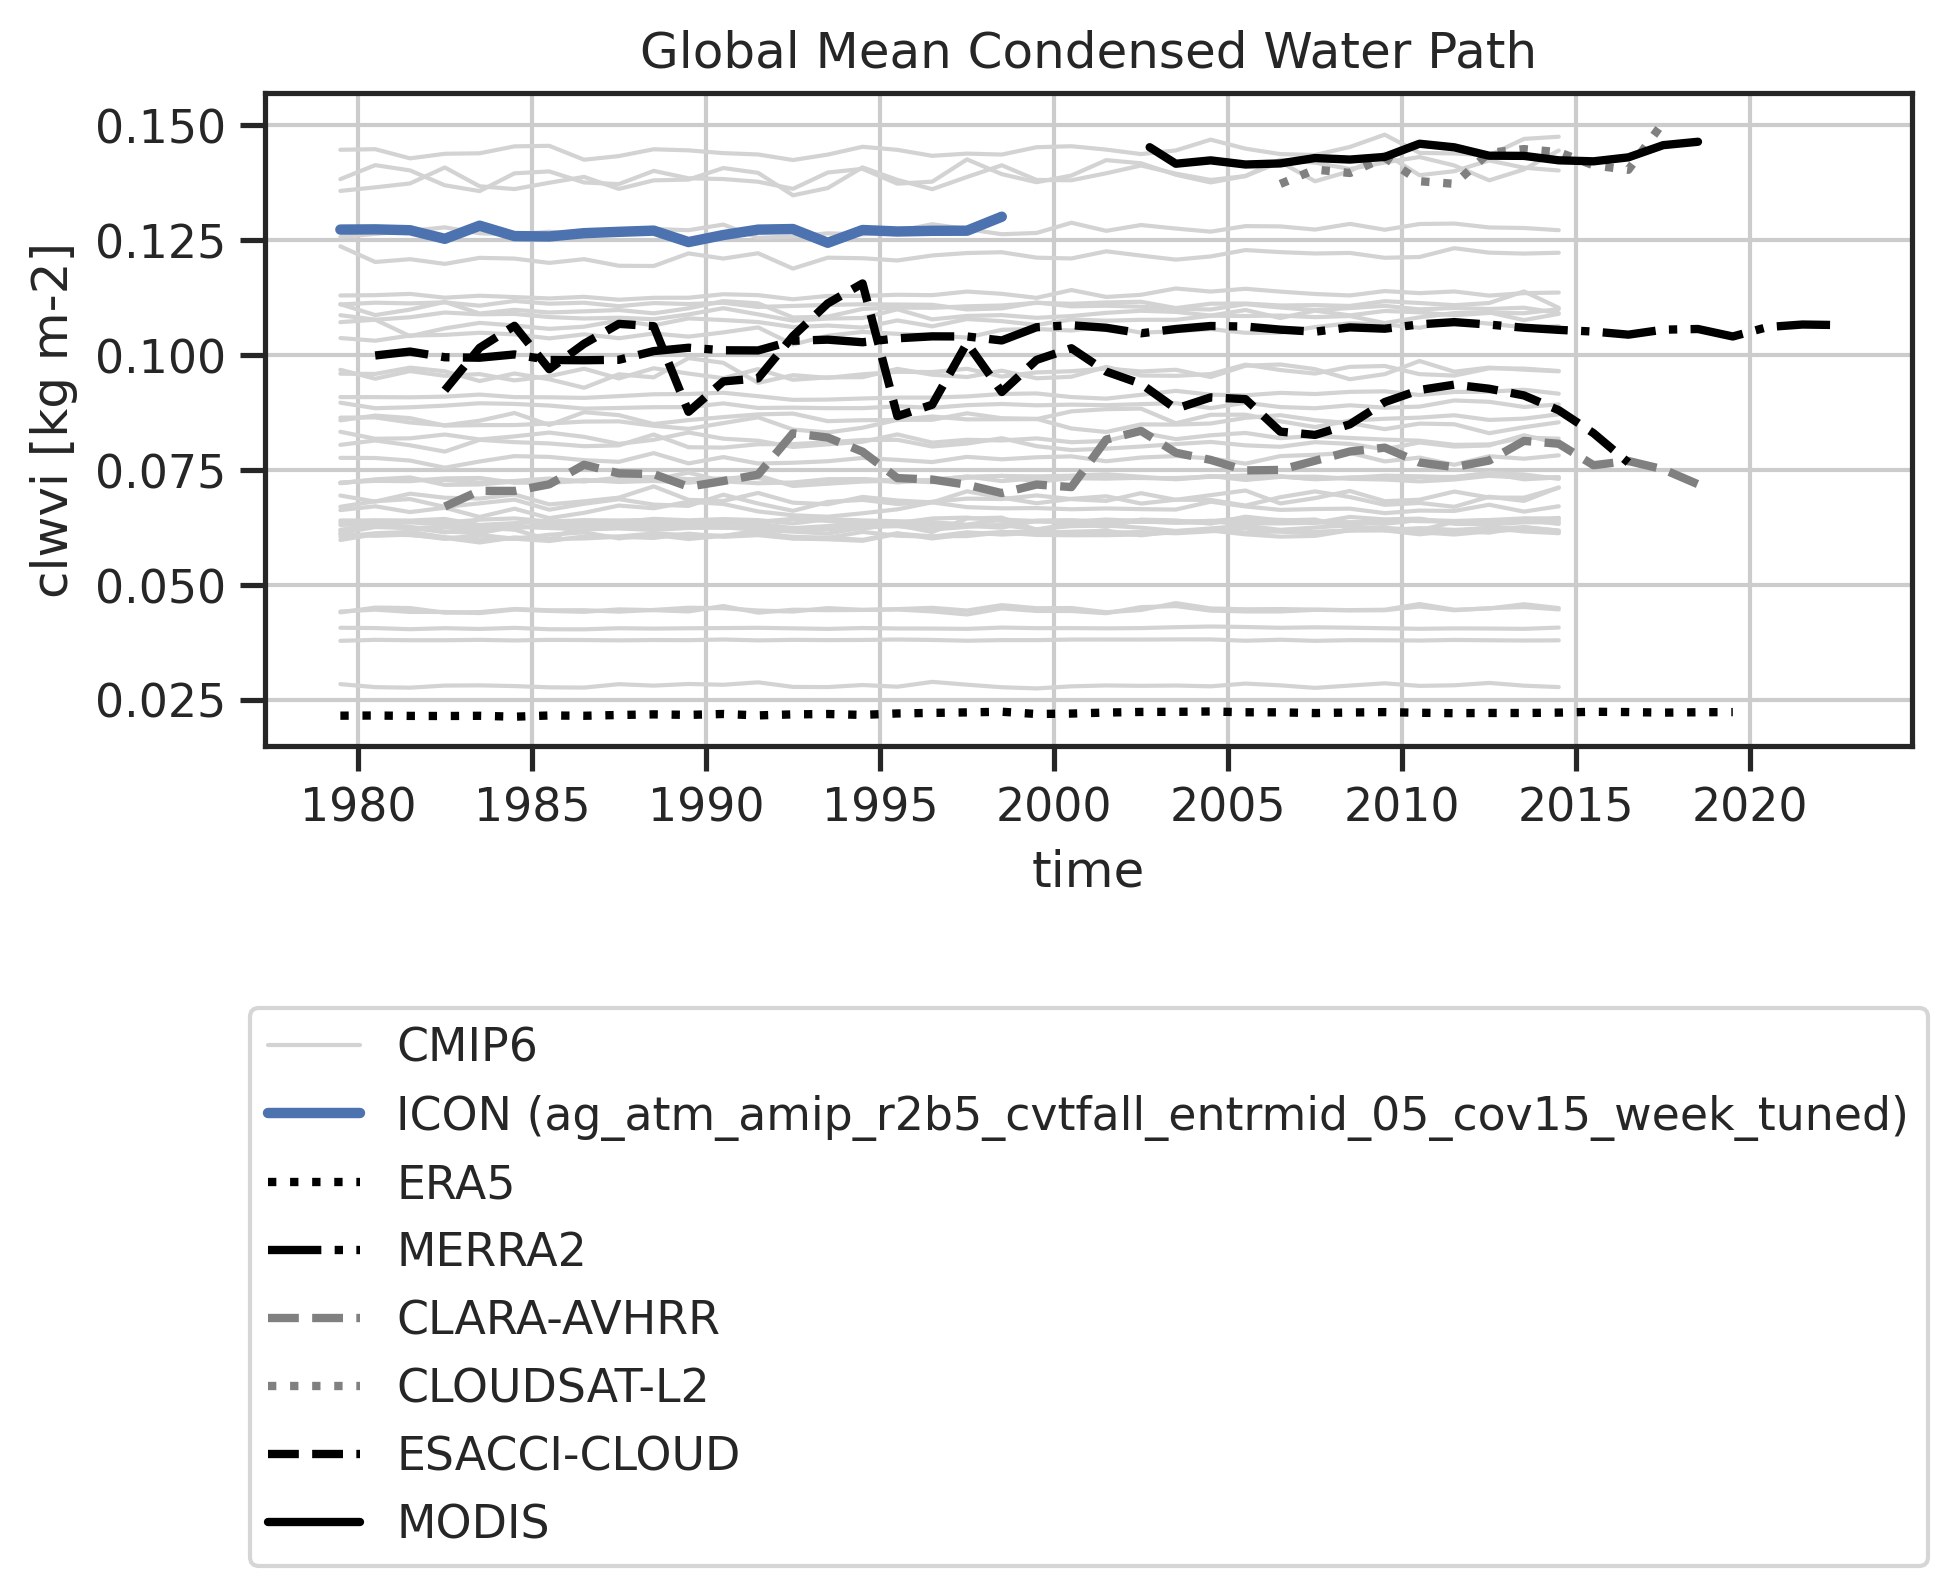 Global Mean Condensed Water Path
clwvi [kg m-2]
0.150
0.125
0.100
0.075
0.050
0.025
1980 1985 1990 1995 2000 2005 2010 2015 2020
time
CMIP6
ICON (ag_atm_amip_r2b5_cvtfall_entrmid_05_cov15_week_tuned)
ERA5
MERRA2
CLARA-AVHRR
CLOUDSAT-L2
ESACCI-CLOUD
MODIS